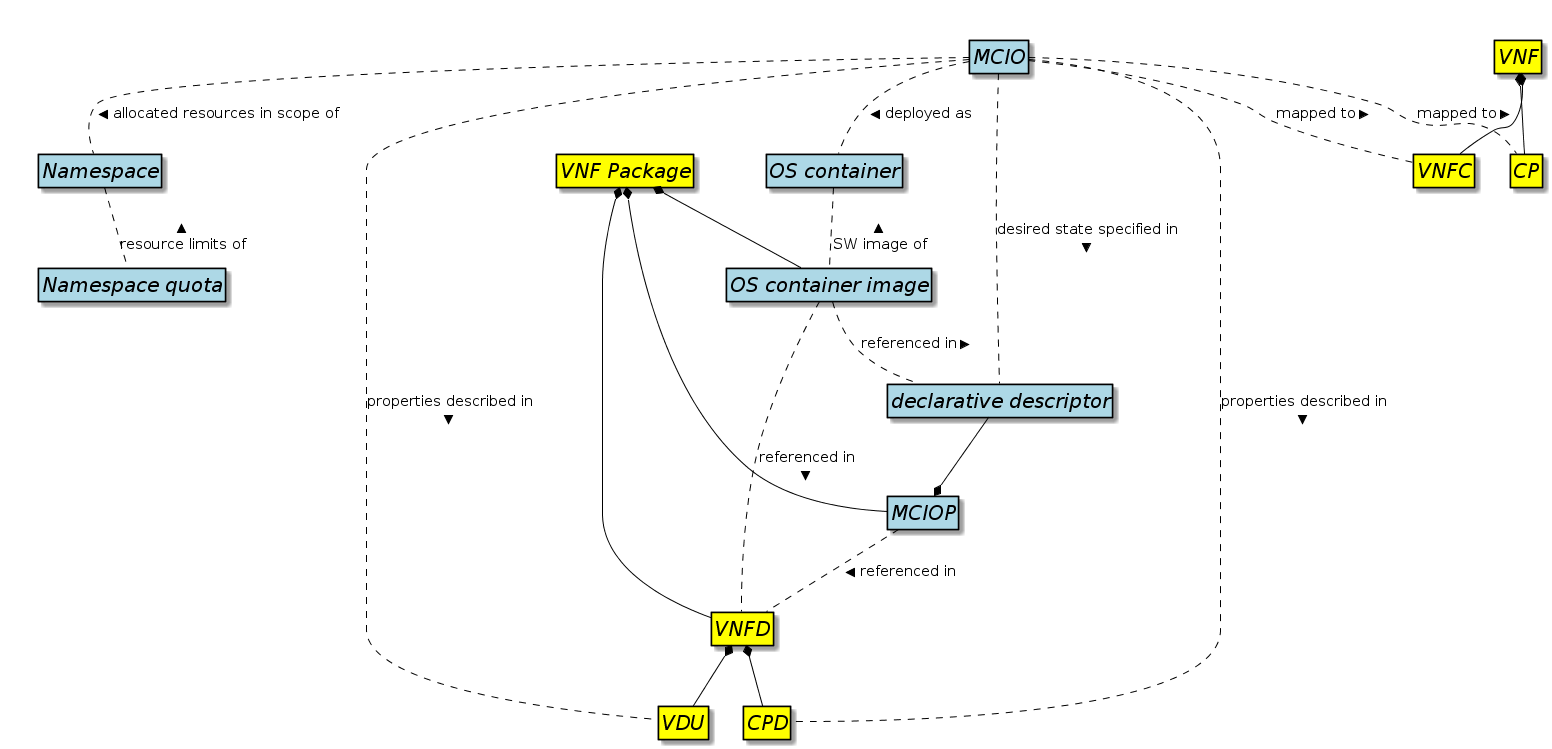 MCIO
VNF
◄ allocated resources in scope of
◄ deployed as
mapped to ►
mapped to ►
Namespace
VNF Package
OS container
VNFC
CP
▲
resource limits of
▲
SW image of
desired state specified in
▼
Namespace quota
OS container image
referenced in ►
properties described in
▼
declarative descriptor
properties described in
▼
referenced in
▼
MCIOP
◄ referenced in
VNFD
VDU
CPD